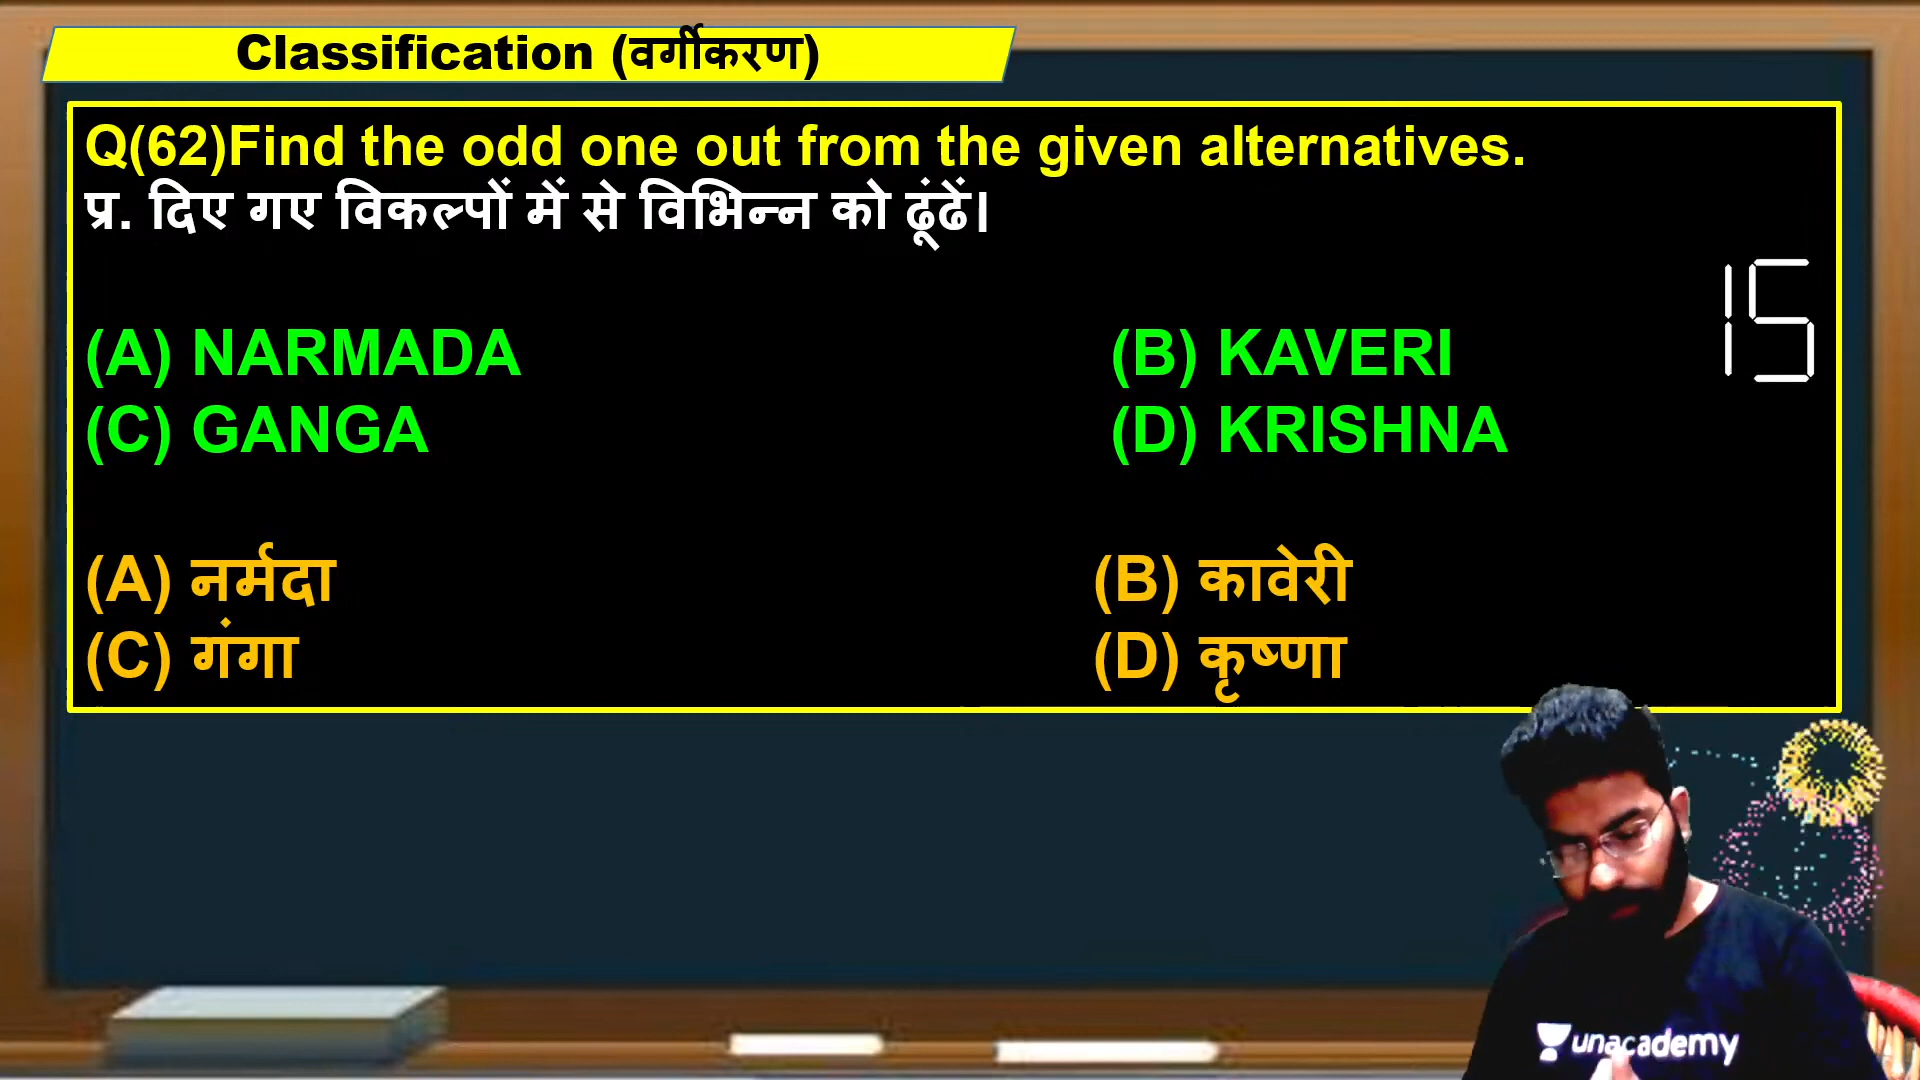 Classification (वर्गीकरण)
Q(62)Find the odd one out from the given alternatives.
प्र. दिए गए विकल्पों में से विभिन्न को ढूंढें।
15
(A) NARMADA (B) KAVERI
(C) GANGA (D) KRISHNA
(A) नर्मदा (B) कावेरी
(C) गंगा (D) कृष्णा
unacademy